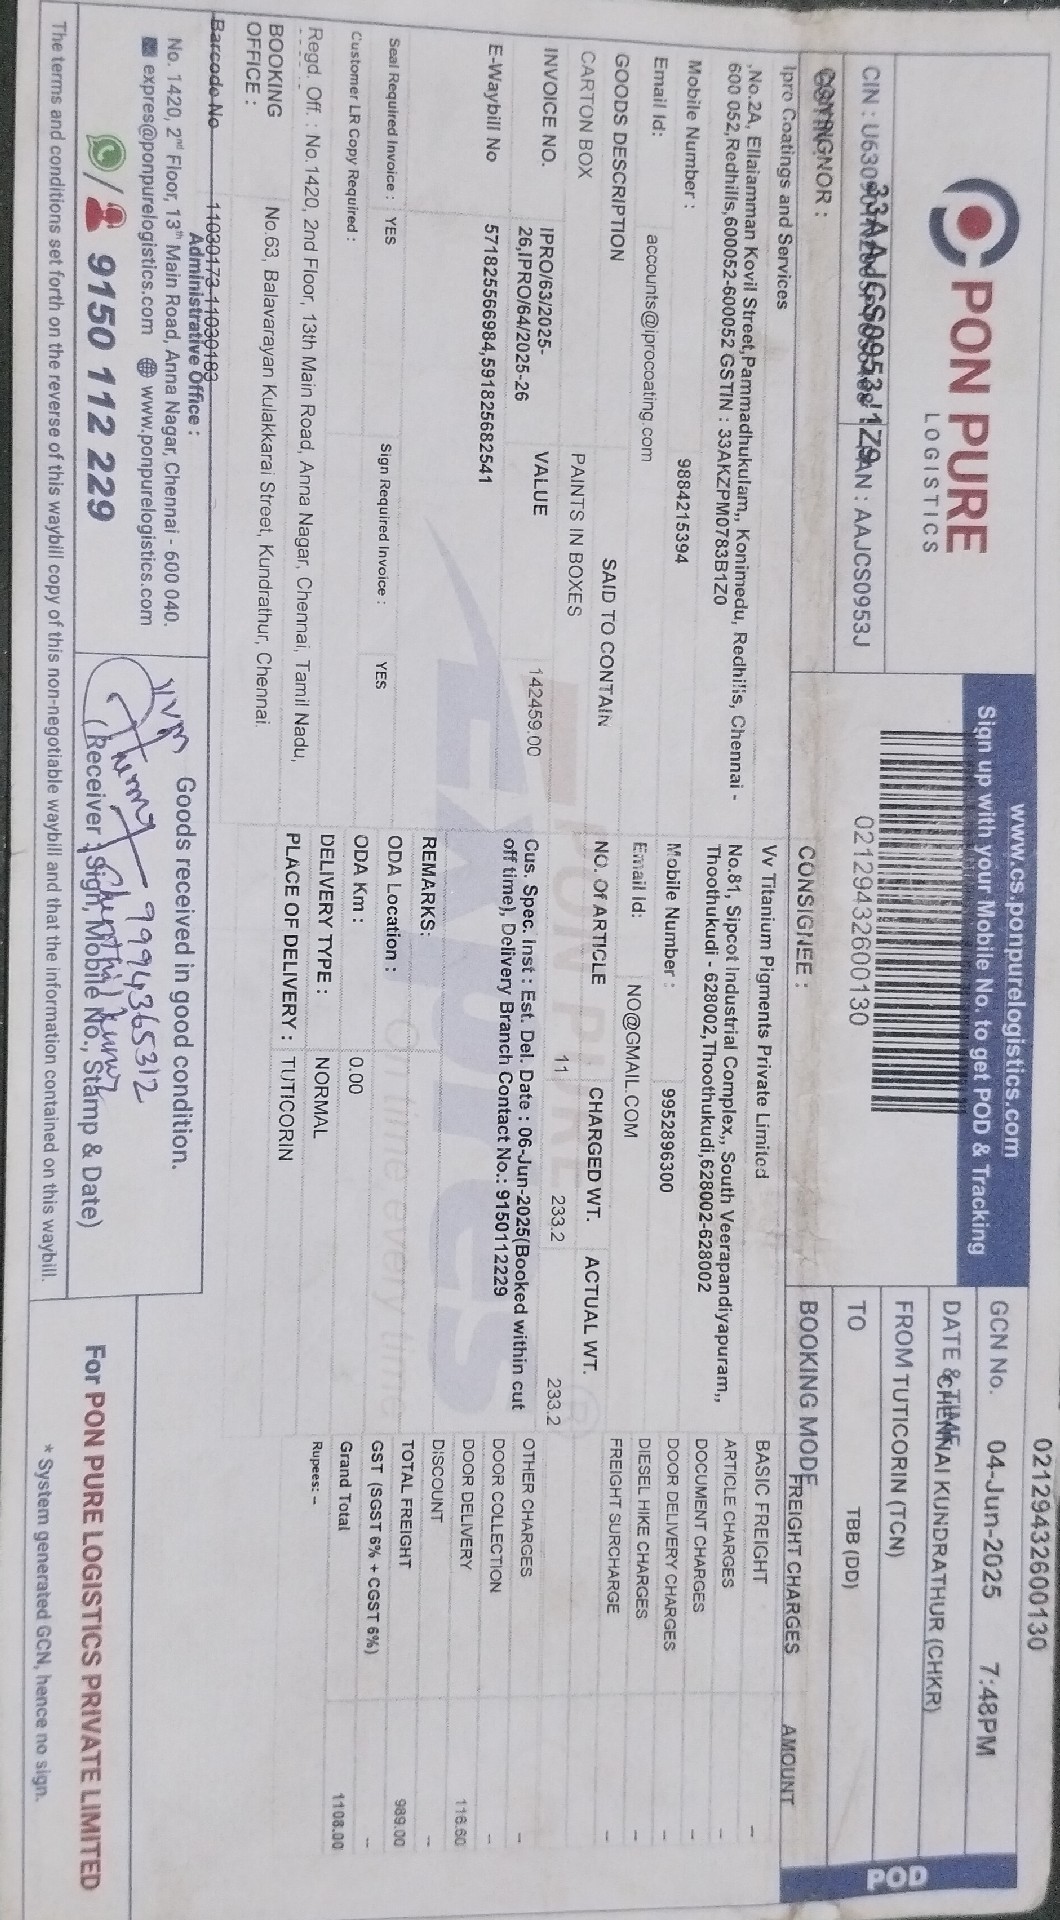 02129432600130
PON PURE
LOGISTICS
www.cs.ponpurelogistics.com
Sign up with your Mobile No. to get POD & Tracking
02129432600130
GCN No. 04-Jun-2025 7:48PM
DATE & TIME
CHENNAI KUNDRATHUR (CHKR)
FROM TUTICORIN (TCN)
TO TBB (DD)
POD
33AAJCS0953J1Z9
PAN : AAJCS0953J
CONSIGNOR :
CONSIGNEE :
BOOKING MODE
Ipro Coatings and Services
,No.2A, Ellaiamman Kovil Street,Pammadhukulam,, Konimedu, Redhills, Chennai -
600 052,Redhills,600052-600052 GSTIN : 33AKZPM0783B1Z0
Mobile Number : 9884215394
Email Id: accounts@iprocoating.com
Vv Titanium Pigments Private Limited
No.81, Sipcot Industrial Complex,, South Veerapandiyapuram,,
Thoothukudi - 628002,Thoothukudi,628002-628002
Mobile Number : 9952896300
Email Id: NO@GMAIL.COM
FREIGHT CHARGES AMOUNT
BASIC FREIGHT -
ARTICLE CHARGES -
DOCUMENT CHARGES -
DOOR DELIVERY CHARGES -
DIESEL HIKE CHARGES -
FREIGHT SURCHARGE -
OTHER CHARGES -
DOOR COLLECTION -
DOOR DELIVERY 116.60
DISCOUNT -
TOTAL FREIGHT 989.00
GST (SGST 6% + CGST 6%) -
Grand Total 1108.00
Rupees: --
GOODS DESCRIPTION SAID TO CONTAIN NO. Of ARTICLE CHARGED WT. ACTUAL WT.
CARTON BOX PAINTS IN BOXES 11 233.2 233.2
INVOICE NO. IPRO/63/2025-
26,IPRO/64/2025-26 VALUE 142459.00
Cus. Spec. Inst : Est. Del. Date : 06-Jun-2025(Booked within cut
off time), Delivery Branch Contact No.: 9150112229
E-Waybill No 571825566984,591825682541
REMARKS:
Seal Required Invoice : YES Sign Required Invoice : YES
ODA Location :
Customer LR Copy Required :
ODA Km : 0.00
DELIVERY TYPE : NORMAL
PLACE OF DELIVERY : TUTICORIN
PON PURE
Expres
On time every time
Regd. Off. : No.1420, 2nd Floor, 13th Main Road, Anna Nagar, Chennai, Tamil Nadu,
BOOKING
OFFICE : No.63, Balavarayan Kulakkarai Street, Kundrathur, Chennai.
Barcode No 11030173-11030183
Administrative Office :
No. 1420, 2nd Floor, 13th Main Road, Anna Nagar, Chennai - 600 040.
expres@ponpurelogistics.com www.ponpurelogistics.com
9150 112 229
Goods received in good condition.
99943 65312
(Receiver Sign, Mobile No., Stamp & Date)
For PON PURE LOGISTICS PRIVATE LIMITED
* System generated GCN, hence no sign.
The terms and conditions set forth on the reverse of this waybill copy of this non-negotiable waybill and that the information contained on this waybill.